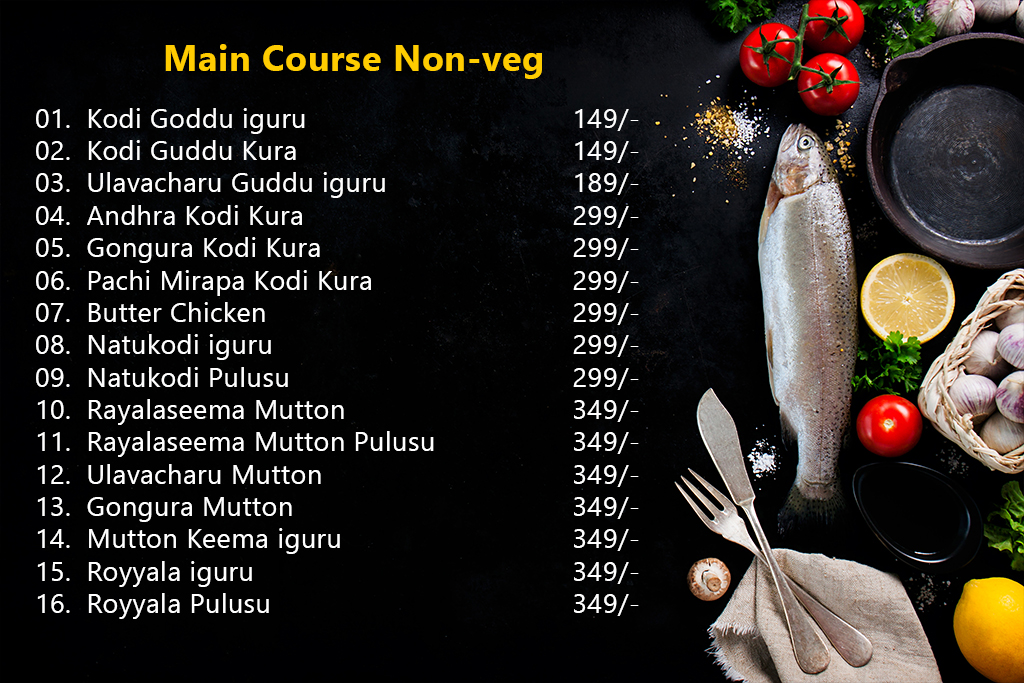 Main Course Non-veg
01. Kodi Goddu iguru 149/-
02. Kodi Guddu Kura 149/-
03. Ulavacharu Guddu iguru 189/-
04. Andhra Kodi Kura 299/-
05. Gongura Kodi Kura 299/-
06. Pachi Mirapa Kodi Kura 299/-
07. Butter Chicken 299/-
08. Natukodi iguru 299/-
09. Natukodi Pulusu 299/-
10. Rayalaseema Mutton 349/-
11. Rayalaseema Mutton Pulusu 349/-
12. Ulavacharu Mutton 349/-
13. Gongura Mutton 349/-
14. Mutton Keema iguru 349/-
15. Royyala iguru 349/-
16. Royyala Pulusu 349/-